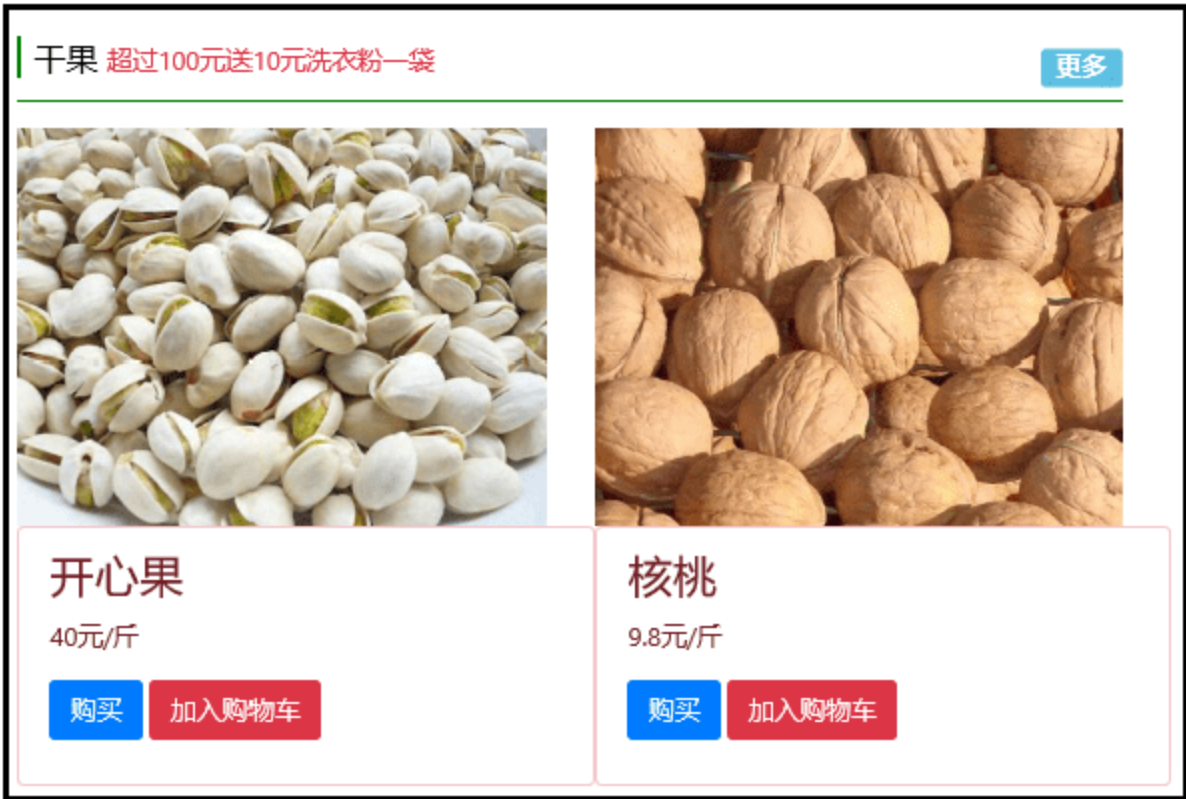 干果 超过100元送10元洗衣粉一袋
更多
开心果
40元/斤
购买 加入购物车
核桃
9.8元/斤
购买 加入购物车